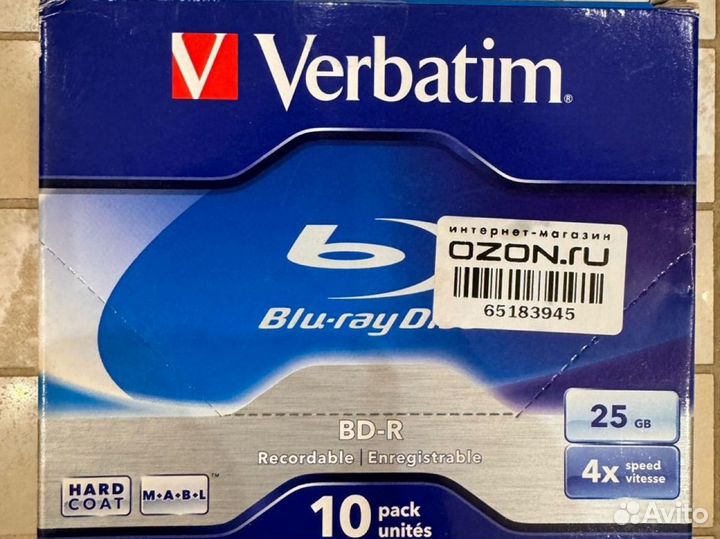 Verbatim®
интернет-магазин
OZON.ru
65183945
Blu-ray
BD-R
Recordable | Enregistrable
25 GB
4x speed vitesse
HARD COAT
M•A•B•L™
10 pack unités
Avito